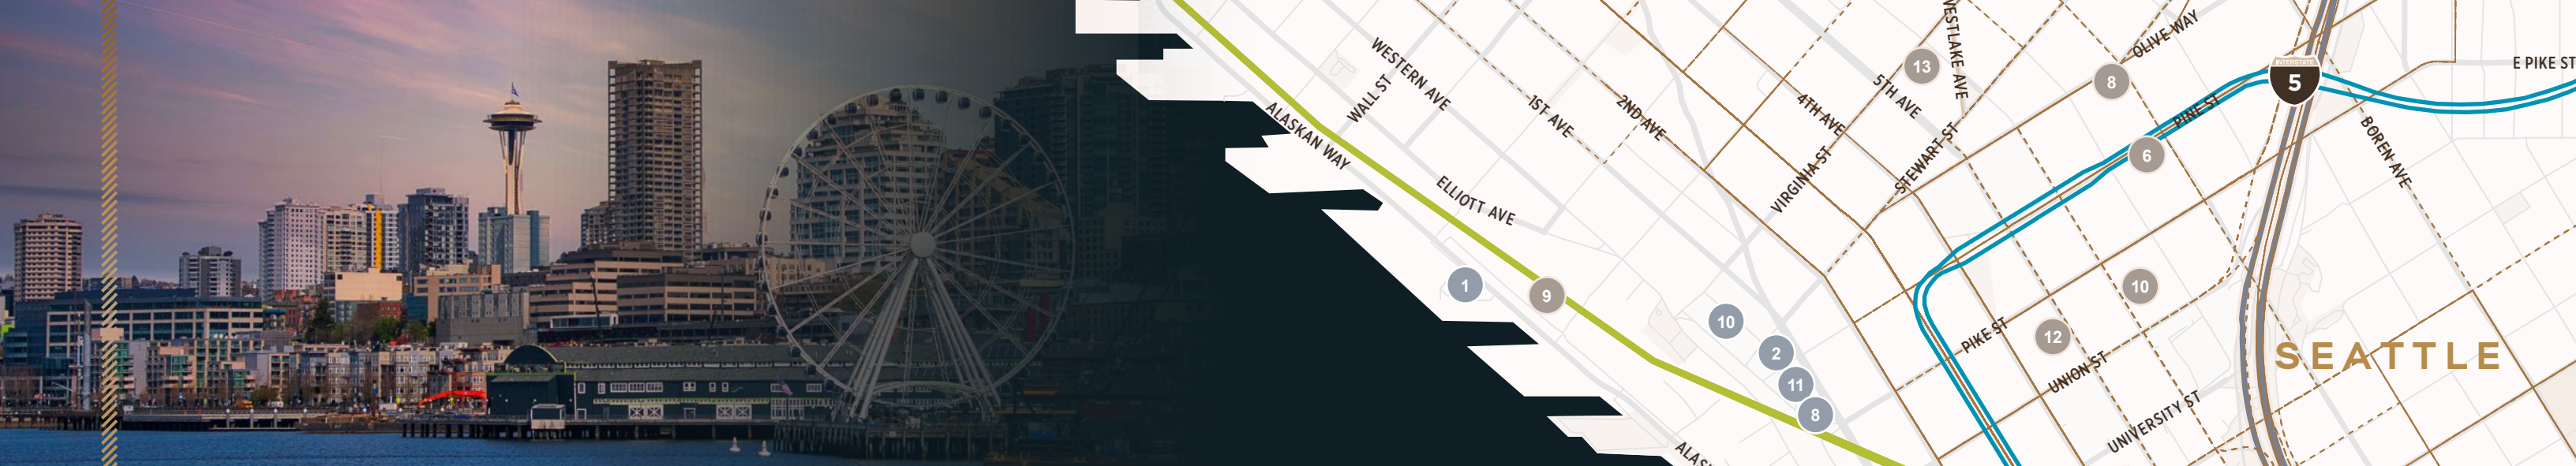 WESTERN AVE
WALL ST
ALASKAN WAY
ELLIOTT AVE
1ST AVE
2ND AVE
4TH AVE
5TH AVE
VIRGINIA ST
STEWART ST
WESTLAKE AVE
13
OLIVE WAY
8
6
PINE ST
INTERSTATE
5
E PIKE ST
BOREN AVE
1
9
10
2
11
8
PIKE ST
10
12
UNION ST
UNIVERSITY ST
SEATTLE